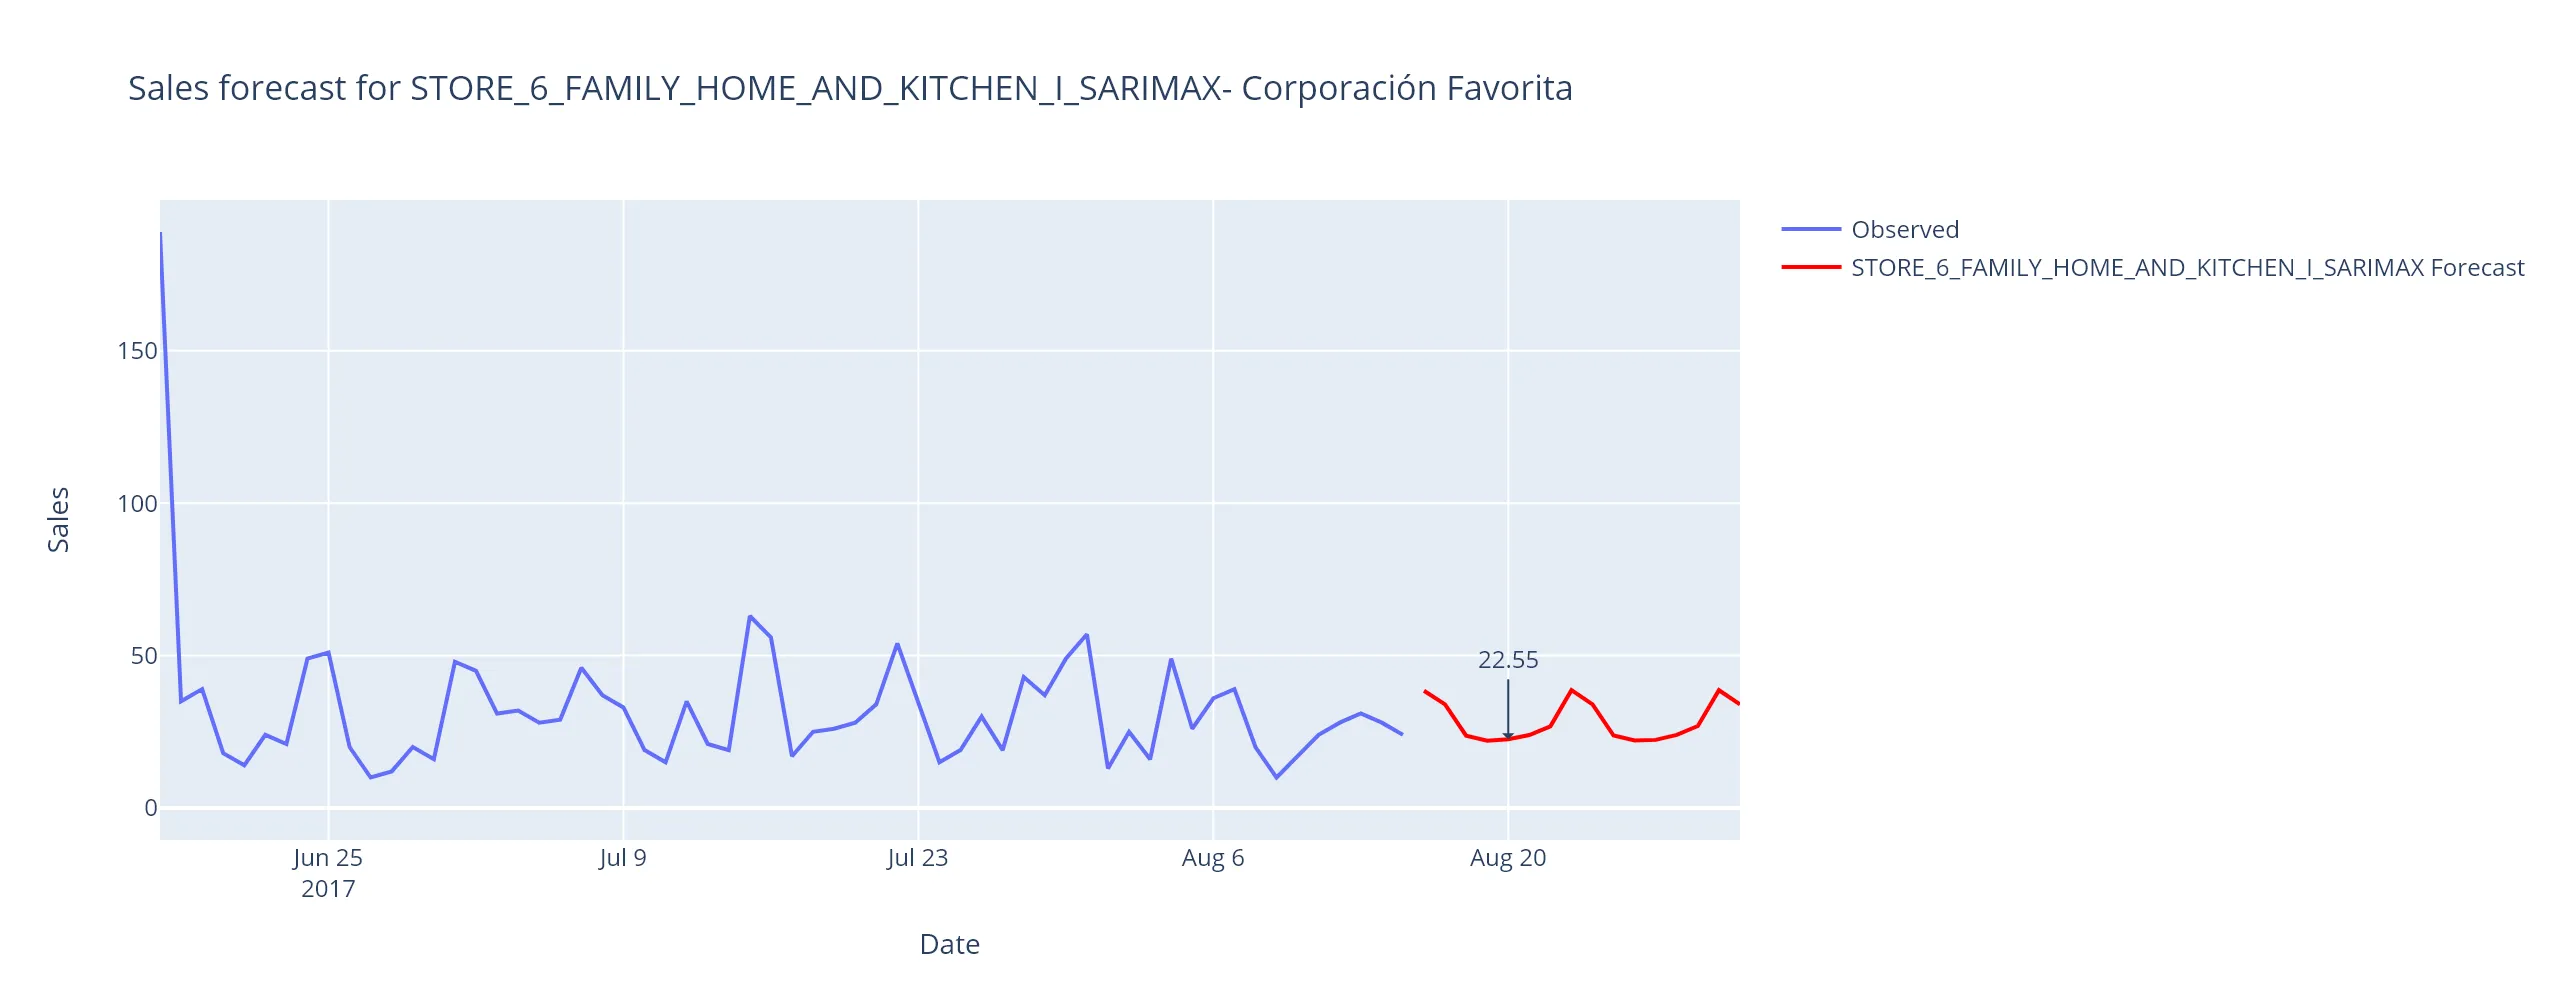 Sales forecast for STORE_6_FAMILY_HOME_AND_KITCHEN_I_SARIMAX- Corporación Favorita
Observed
STORE_6_FAMILY_HOME_AND_KITCHEN_I_SARIMAX Forecast
Sales
150
100
50
0
22.55
Jun 25
2017
Jul 9
Jul 23
Aug 6
Aug 20
Date